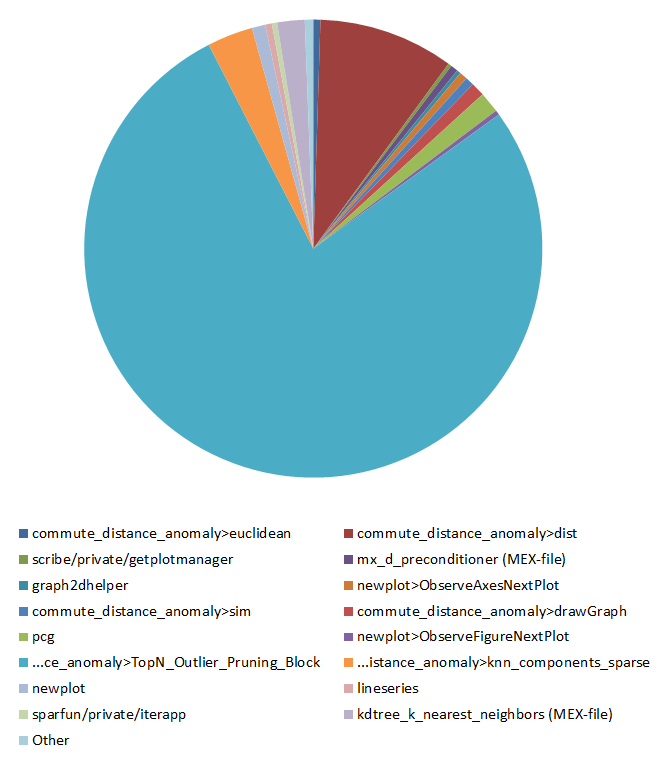 commute_distance_anomaly>euclidean
commute_distance_anomaly>dist
scribe/private/getplotmanager
mx_d_preconditioner (MEX-file)
graph2dhelper
newplot>ObserveAxesNextPlot
commute_distance_anomaly>sim
commute_distance_anomaly>drawGraph
pcg
newplot>ObserveFigureNextPlot
...ce_anomaly>TopN_Outlier_Pruning_Block
...istance_anomaly>knn_components_sparse
newplot
lineseries
sparfun/private/iterapp
kdtree_k_nearest_neighbors (MEX-file)
Other